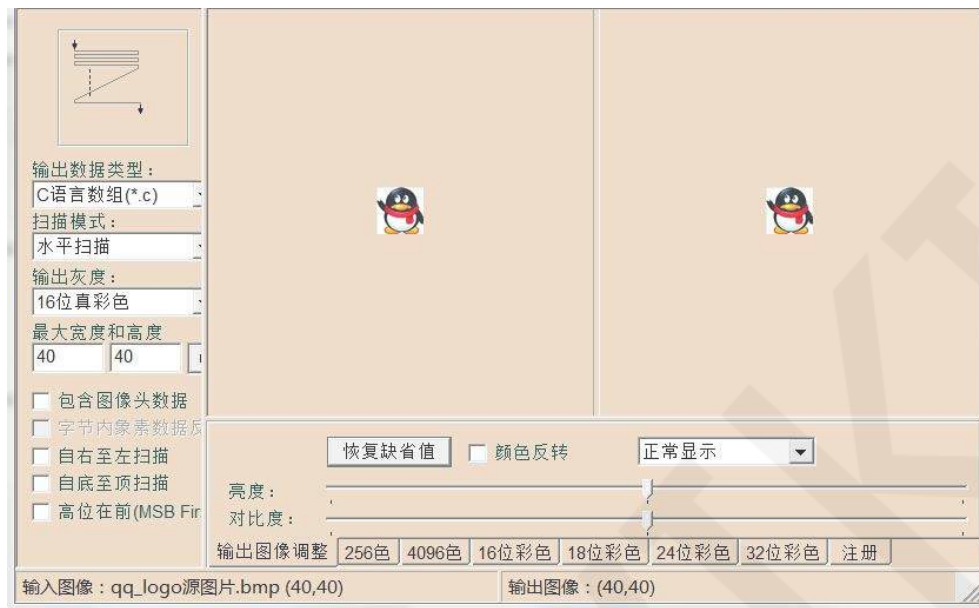 输出数据类型：
C语言数组(*.c)
扫描模式：
水平扫描
输出灰度：
16位真彩色
最大宽度和高度
40 40
包含图像头数据
字节内象素数据反
自右至左扫描
自底至顶扫描
高位在前(MSB Fir
恢复缺省值 颜色反转 正常显示
亮度：
对比度：
输出图像调整 256色 4096色 16位彩色 18位彩色 24位彩色 32位彩色 注册
输入图像：qq_logo源图片.bmp (40,40) 输出图像：(40,40)